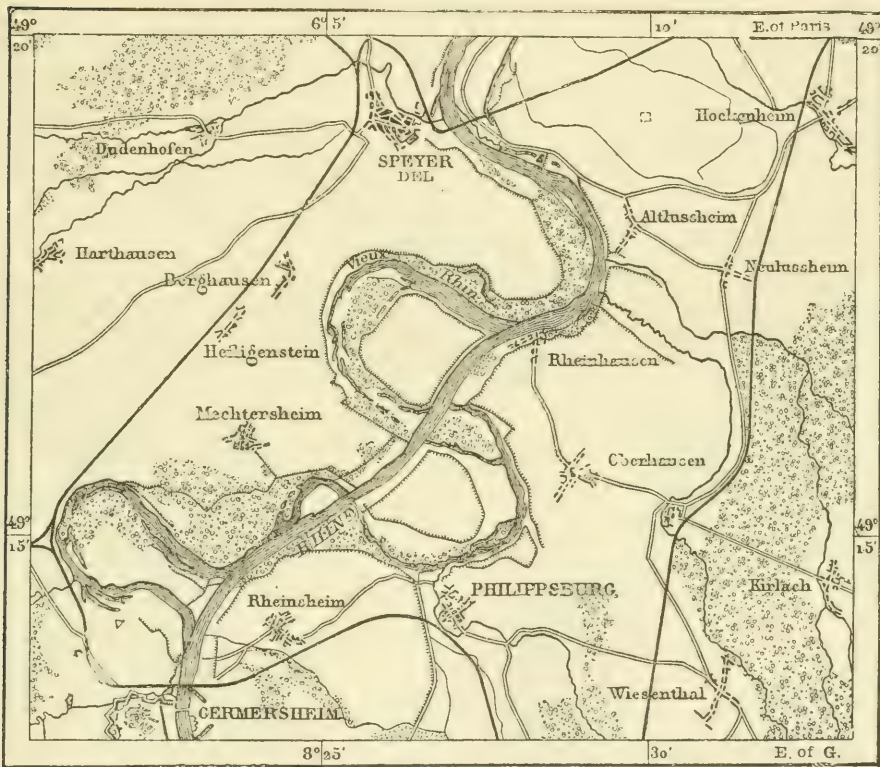 49°
6° 5'
10'
E. of Paris
49°
20'
20'
Hockenheim
Dudenhofen
SPEYER
DEL
Altlussheim
Harthausen
Vieux
Rhin
Neulussheim
Berghausen
Heiligenstein
Rheinhausen
Mechtersheim
Oberhausen
49°
15'
RHIN
49°
15'
Rheinsheim
PHILIPPSBURG
Kirlach
Wiesenthal
GERMERSHEIM
8° 25'
30'
E. of G.